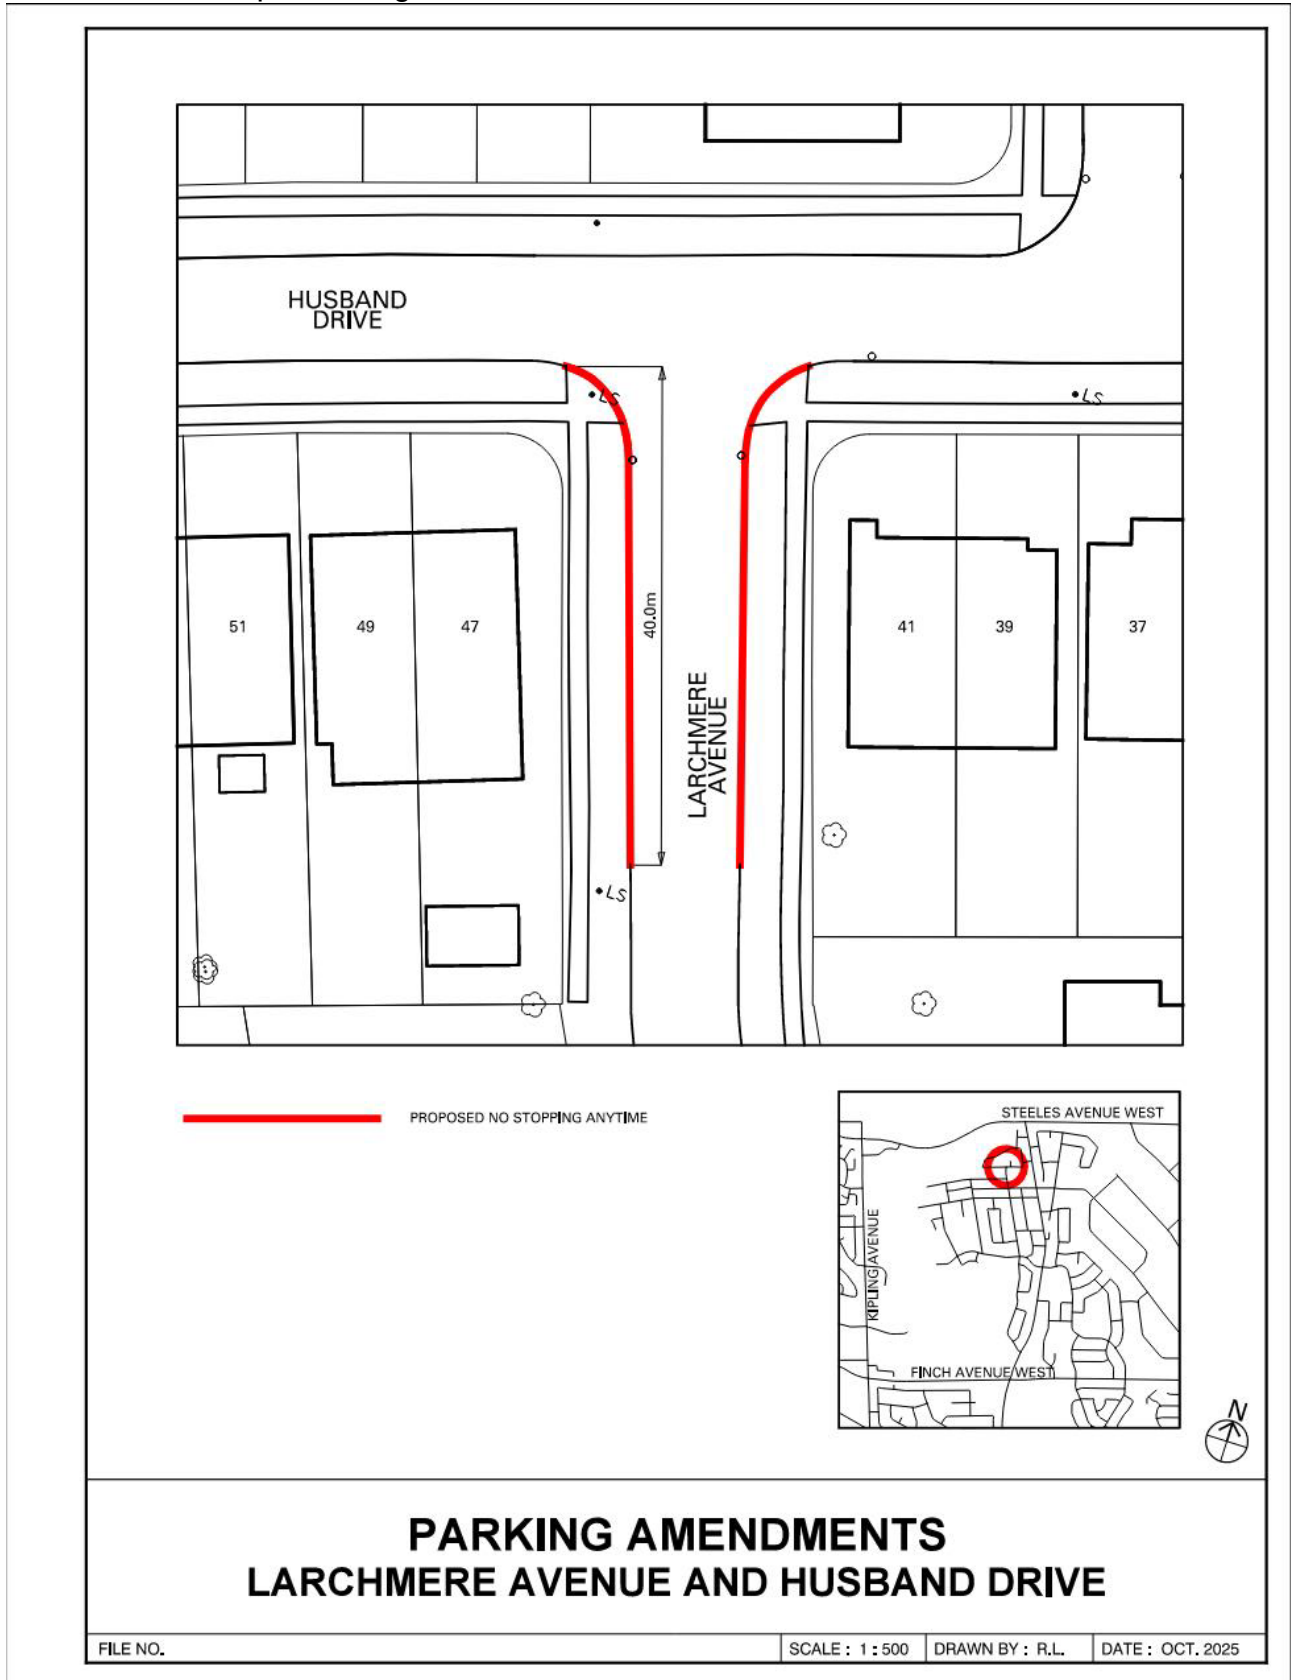 HUSBAND
DRIVE
LS
LS
40.0m
51
49
47
41
39
37
LARCHMERE
AVENUE
LS
PROPOSED NO STOPPING ANYTIME
STEELES AVENUE WEST
KIPLING AVENUE
FINCH AVENUE WEST
N
PARKING AMENDMENTS
LARCHMERE AVENUE AND HUSBAND DRIVE
FILE NO.
SCALE : 1 : 500
DRAWN BY : R.L.
DATE : OCT. 2025